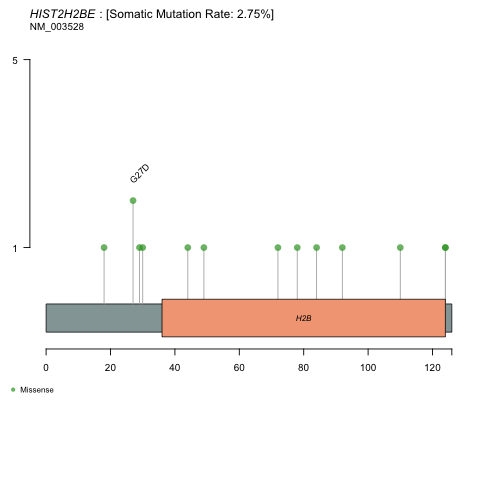 HIST2H2BE : [Somatic Mutation Rate: 2.75%]
NM_003528
5
G27D
1
H2B
0 20 40 60 80 100 120
Missense